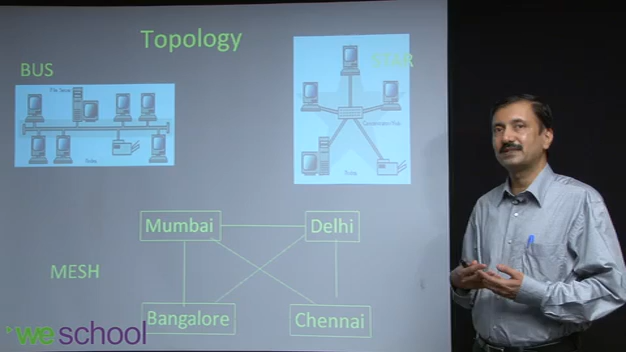 Topology
BUS
STAR
File Server
Concentrator/Hub
Nodes
Nodes
Mumbai
Delhi
MESH
Bangalore
Chennai
weschool